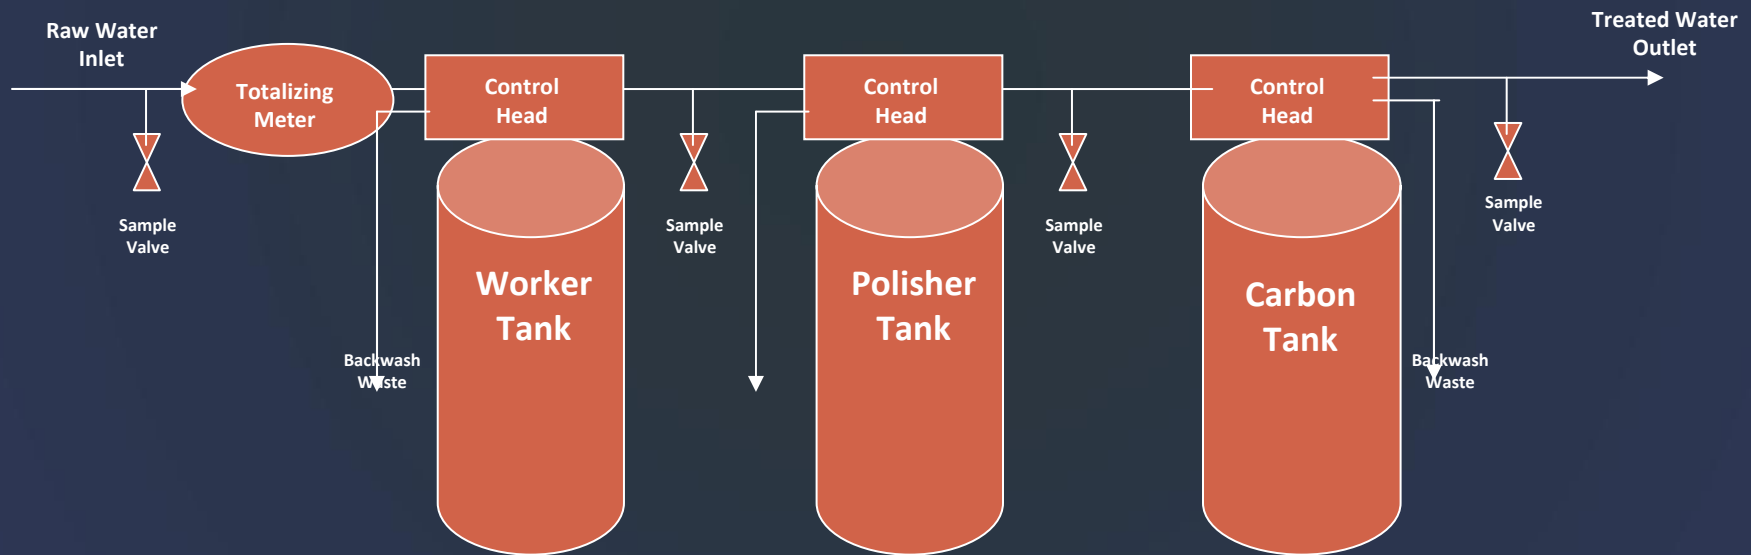 Raw Water
Inlet
Totalizing
Meter
Control
Head
Control
Head
Control
Head
Treated Water
Outlet
Sample
Valve
Sample
Valve
Sample
Valve
Sample
Valve
Worker
Tank
Polisher
Tank
Carbon
Tank
Backwash
Waste
Backwash
Waste